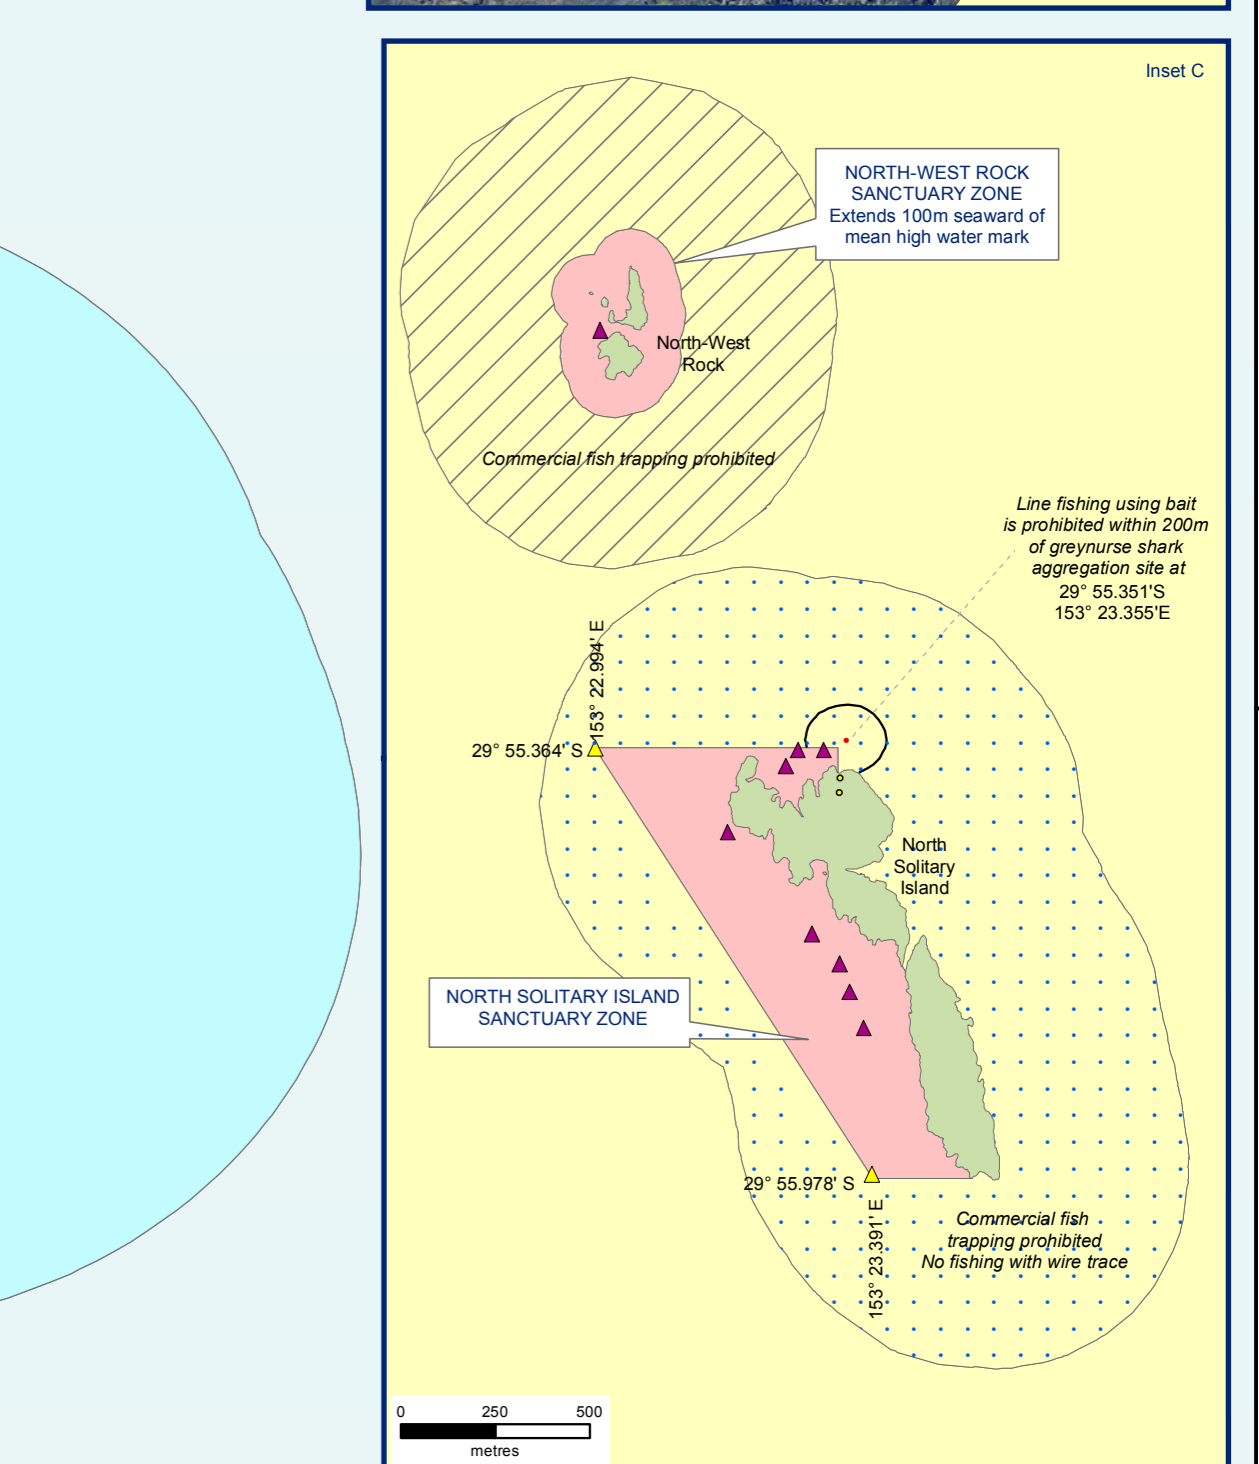 Inset C
NORTH-WEST ROCK
SANCTUARY ZONE
Extends 100m seaward of
mean high water mark
North-West
Rock
Commercial fish trapping prohibited
Line fishing using bait
is prohibited within 200m
of greynurse shark
aggregation site at
29° 55.351'S
153° 23.355'E
153° 22.994' E
29° 55.364' S
North
Solitary
Island
NORTH SOLITARY ISLAND
SANCTUARY ZONE
29° 55.978' S
153° 23.391' E
Commercial fish
trapping prohibited
No fishing with wire trace
0 250 500
metres